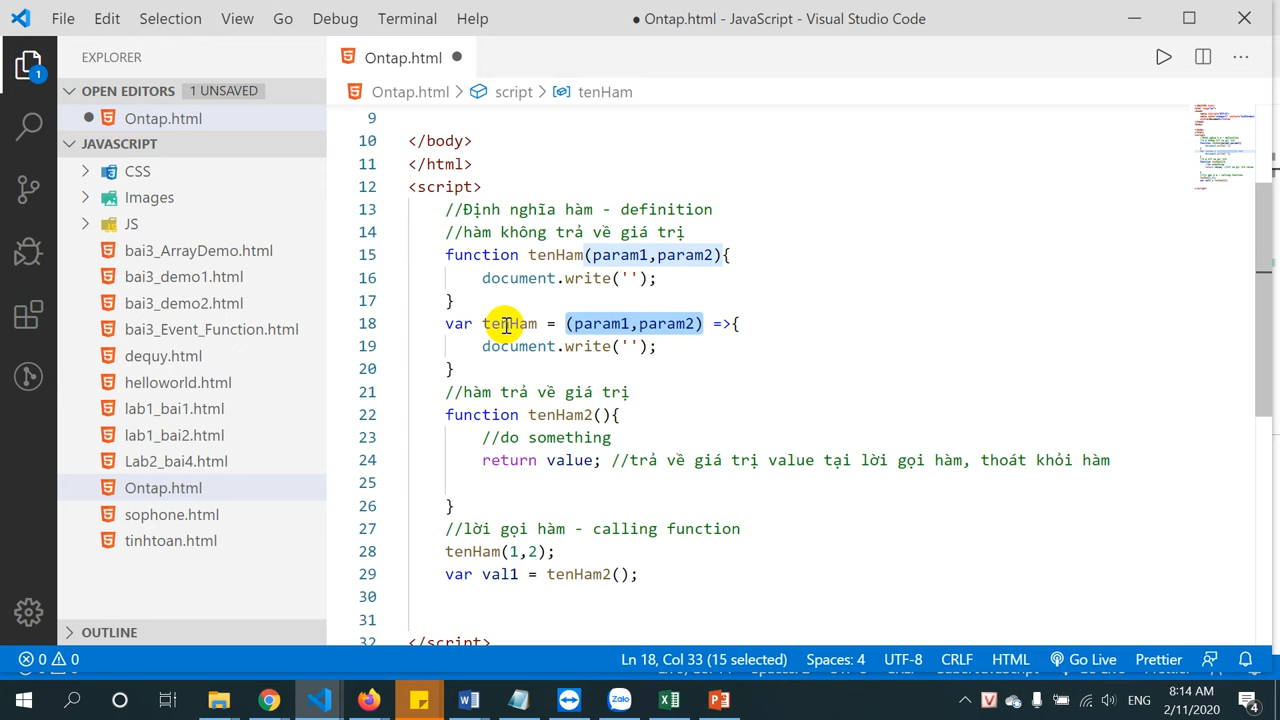 File Edit Selection View Go Debug Terminal Help
● Ontap.html - JavaScript - Visual Studio Code
EXPLORER
OPEN EDITORS 1 UNSAVED
Ontap.html
JAVASCRIPT
CSS
Images
JS
bai3_ArrayDemo.html
bai3_demo1.html
bai3_demo2.html
bai3_Event_Function.html
dequy.html
helloworld.html
lab1_bai1.html
lab1_bai2.html
Lab2_bai4.html
Ontap.html
sophone.html
tinhtoan.html
OUTLINE
1
Ontap.html
Ontap.html > script > tenHam
9
10 </body>
11 </html>
12 <script>
13 //Định nghĩa hàm - definition
14 //hàm không trả về giá trị
15 function tenHam(param1,param2){
16 document.write('');
17 }
18 var tenHam = (param1,param2) =>{
19 document.write('');
20 }
21 //hàm trả về giá trị
22 function tenHam2(){
23 //do something
24 return value; //trả về giá trị value tại lời gọi hàm, thoát khỏi hàm
25
26 }
27 //lời gọi hàm - calling function
28 tenHam(1,2);
29 var val1 = tenHam2();
30
31
32 </script>
0 0 Ln 18, Col 33 (15 selected) Spaces: 4 UTF-8 CRLF HTML Go Live Prettier
Zalo
ENG
8:14 AM
2/11/2020
4